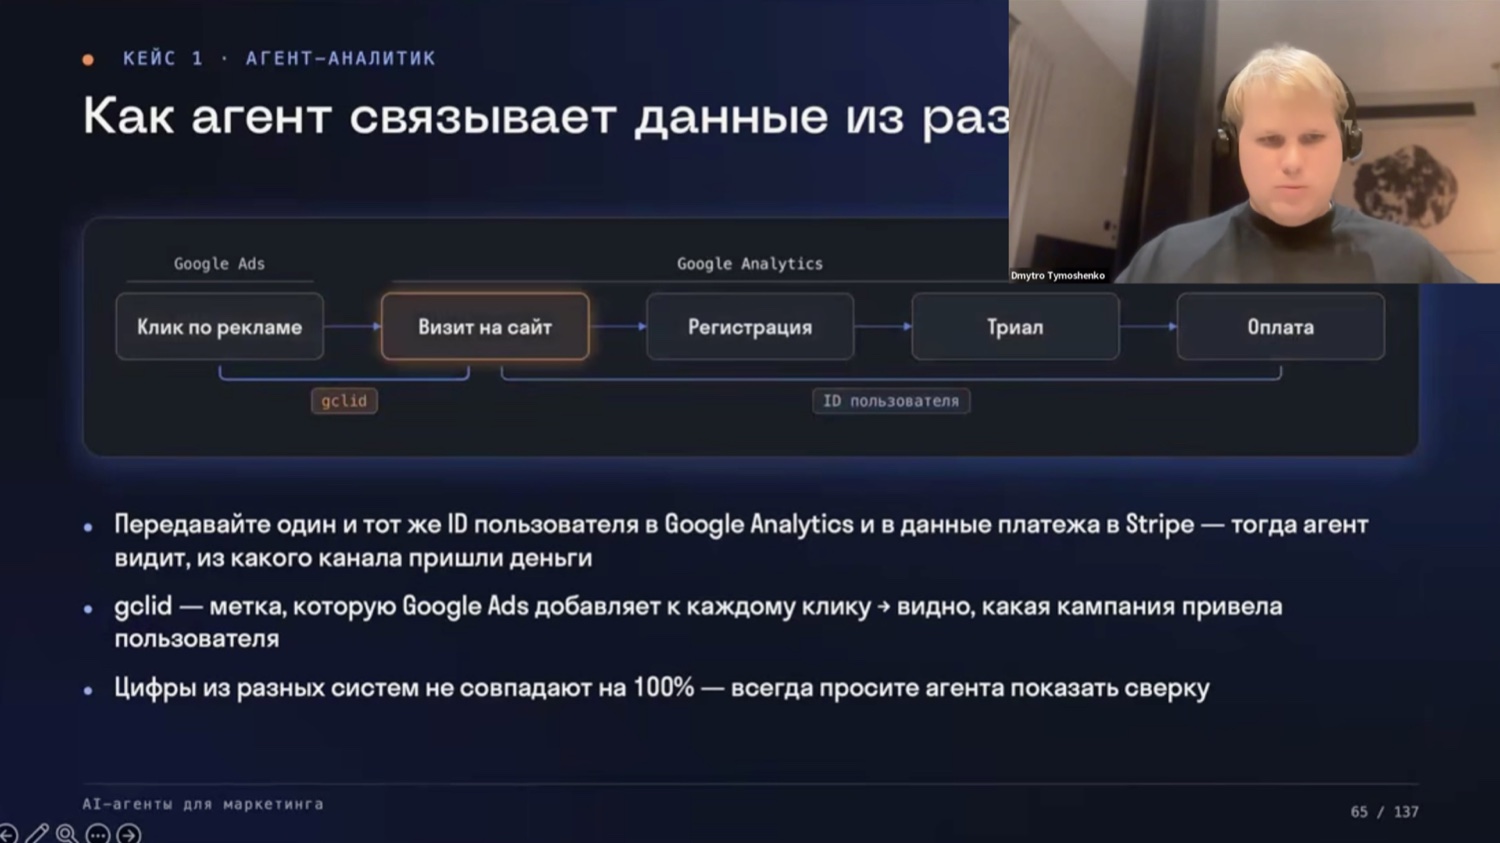 КЕЙС 1 · АГЕНТ-АНАЛИТИК
Как агент связывает данные из
Dmytro Tymoshenko
Google Ads
Google Analytics
Клик по рекламе
Визит на сайт
Регистрация
Триал
Оплата
gclid
ID пользователя
• Передавайте один и тот же ID пользователя в Google Analytics и в данные платежа в Stripe — тогда агент
видит, из какого канала пришли деньги
• gclid — метка, которую Google Ads добавляет к каждому клику → видно, какая кампания привела
пользователя
• Цифры из разных систем не совпадают на 100% — всегда просите агента показать сверку
AI-агенты для маркетинга
65 / 137